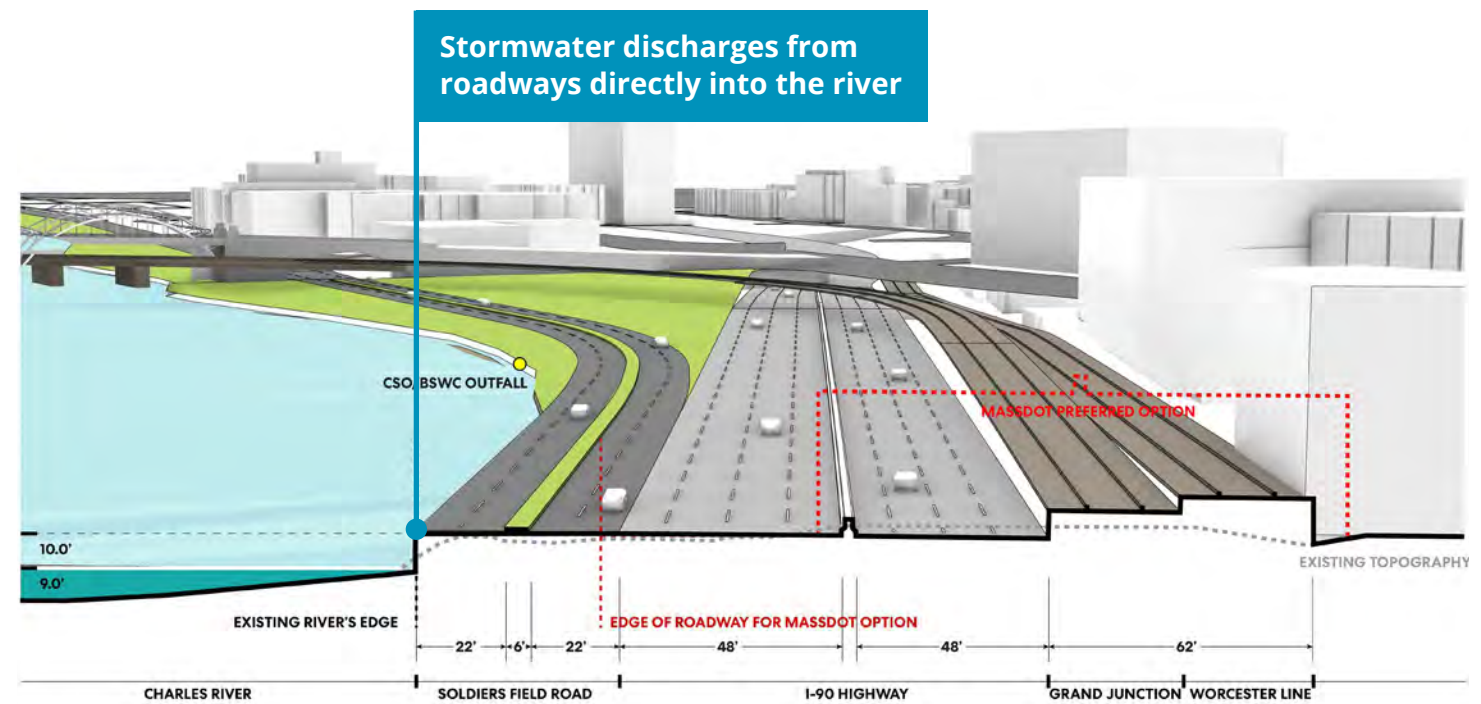 Stormwater discharges from
roadways directly into the river
CSO/BSWC OUTFALL
MASSDOT PREFERRED OPTION
10.0'
9.0'
EXISTING TOPOGRAPHY
EXISTING RIVER'S EDGE
EDGE OF ROADWAY FOR MASSDOT OPTION
22' 6' 22' 48' 48' 62'
CHARLES RIVER SOLDIERS FIELD ROAD I-90 HIGHWAY GRAND JUNCTION WORCESTER LINE